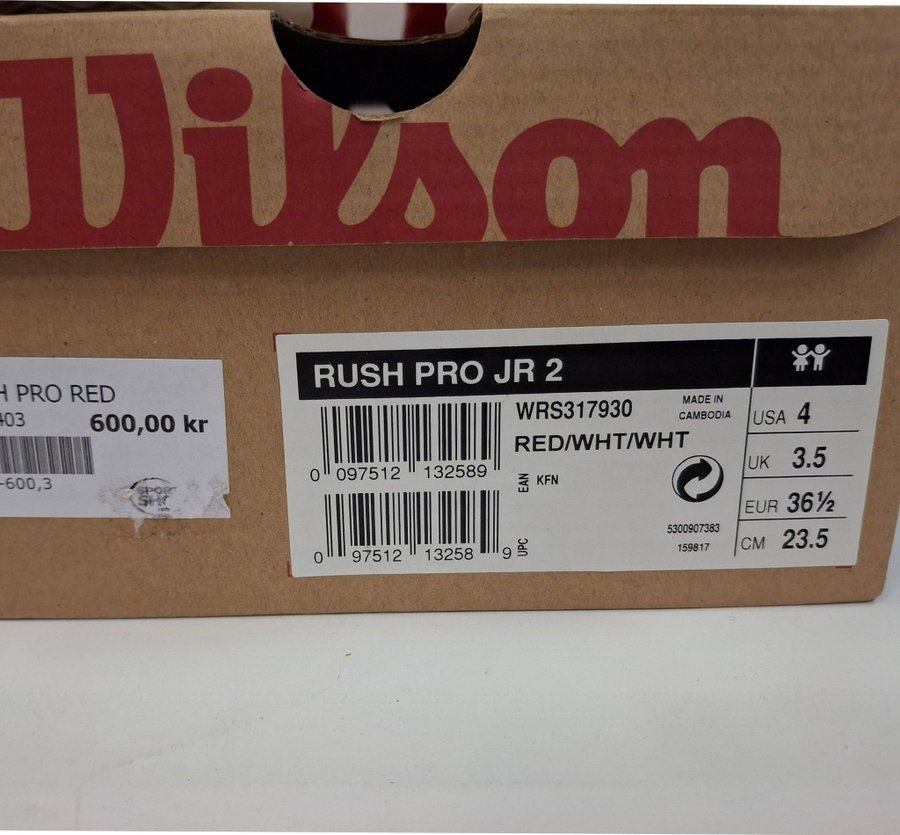 Wilson
H PRO RED
403
600,00 kr
-600,3
SPORT
RUSH PRO JR 2
WRS317930
MADE IN
CAMBODIA
RED/WHT/WHT
0 097512 132589
EAN
KFN
0 97512 13258 9
UPC
5300907383
159817
USA 4
UK 3.5
EUR 36½
CM 23.5